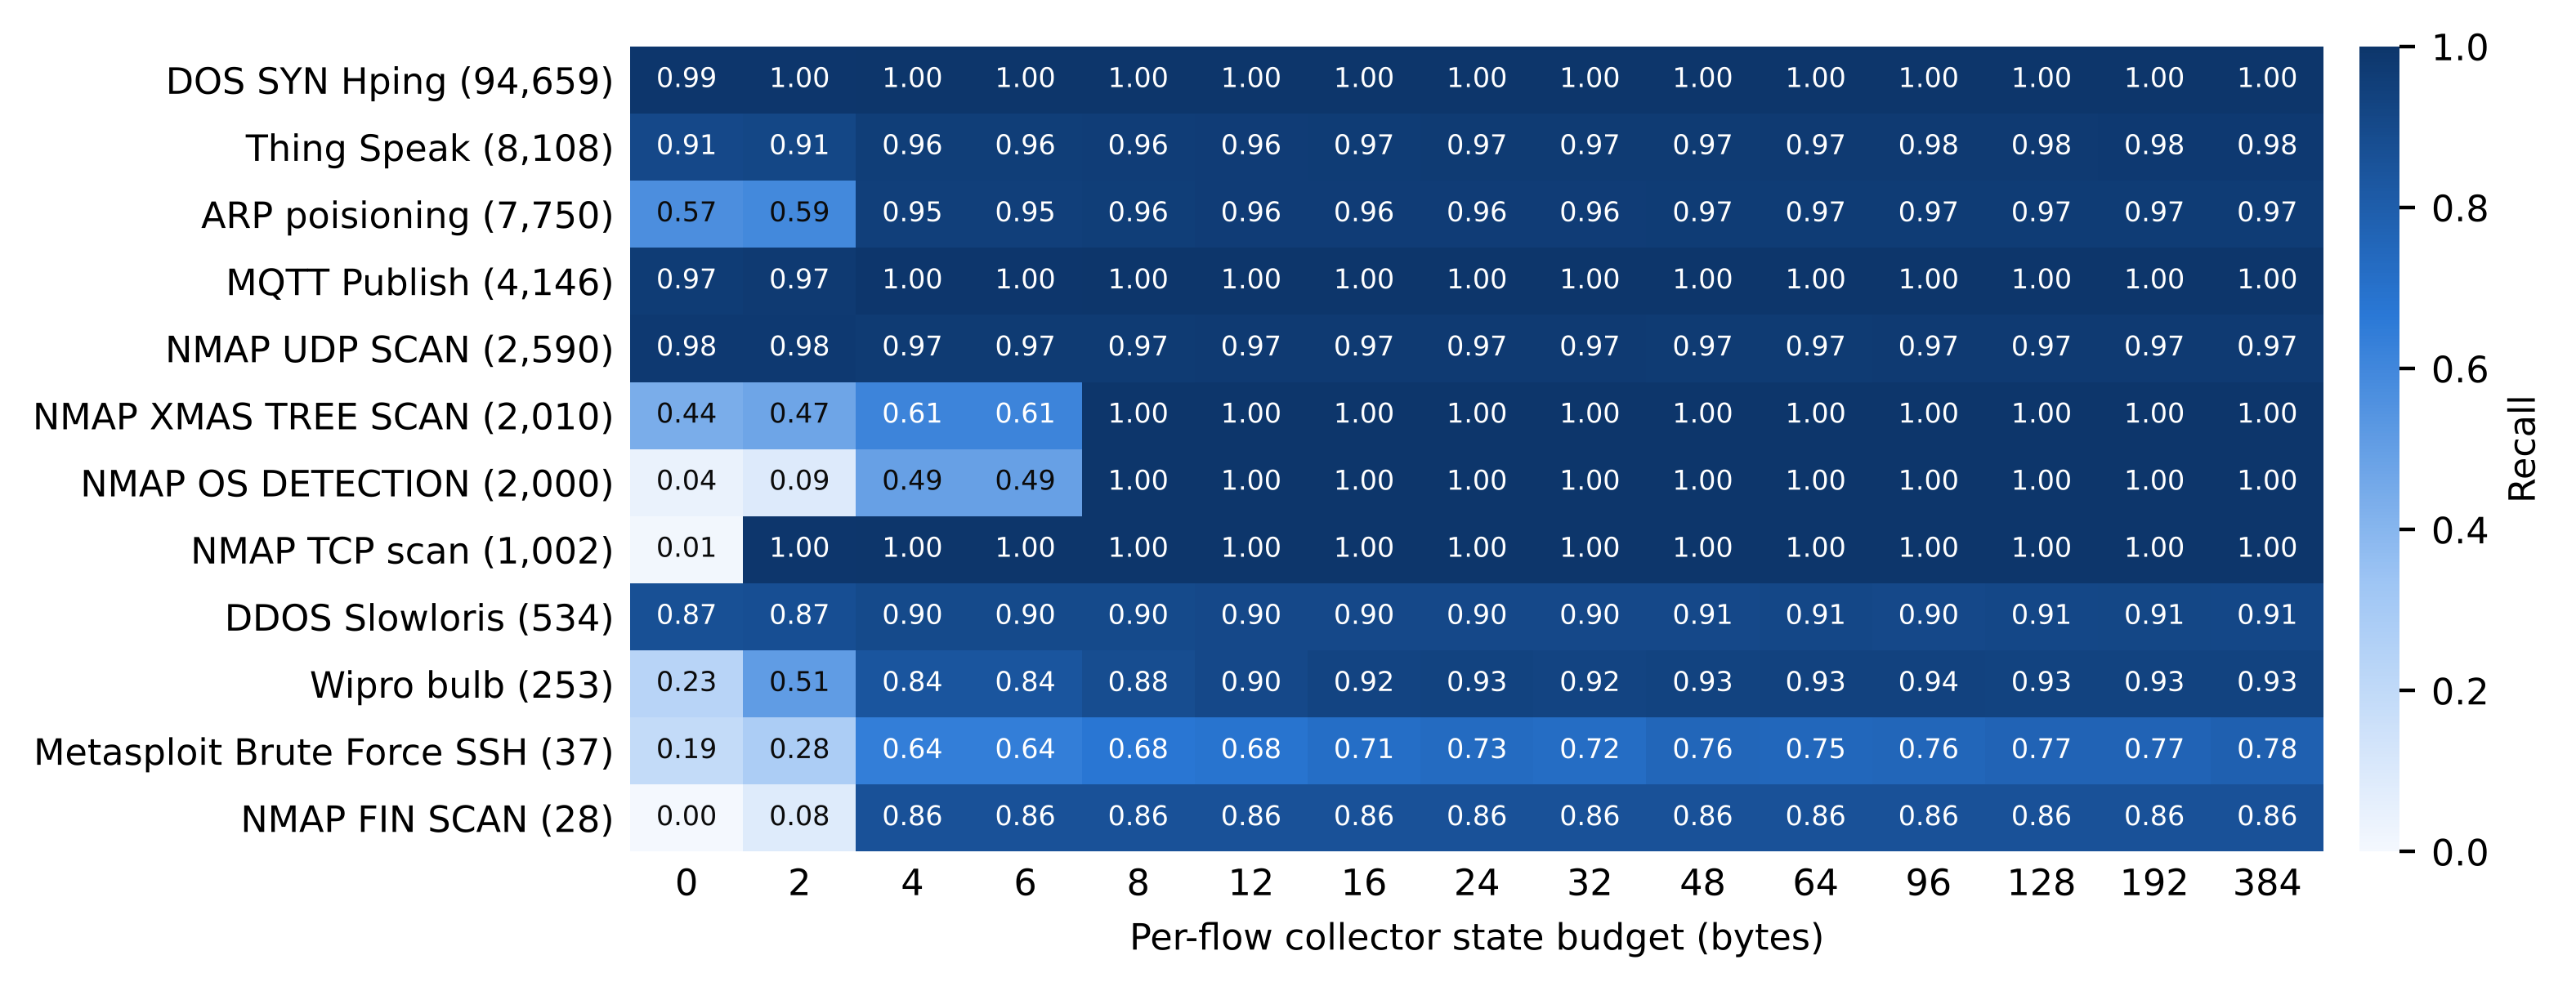 DOS SYN Hping (94,659) 0.99 1.00 1.00 1.00 1.00 1.00 1.00 1.00 1.00 1.00 1.00 1.00 1.00 1.00 1.00
Thing Speak (8,108) 0.91 0.91 0.96 0.96 0.96 0.96 0.97 0.97 0.97 0.97 0.97 0.98 0.98 0.98 0.98
ARP poisioning (7,750) 0.57 0.59 0.95 0.95 0.96 0.96 0.96 0.96 0.96 0.97 0.97 0.97 0.97 0.97 0.97
MQTT Publish (4,146) 0.97 0.97 1.00 1.00 1.00 1.00 1.00 1.00 1.00 1.00 1.00 1.00 1.00 1.00 1.00
NMAP UDP SCAN (2,590) 0.98 0.98 0.97 0.97 0.97 0.97 0.97 0.97 0.97 0.97 0.97 0.97 0.97 0.97 0.97
NMAP XMAS TREE SCAN (2,010) 0.44 0.47 0.61 0.61 1.00 1.00 1.00 1.00 1.00 1.00 1.00 1.00 1.00 1.00 1.00
NMAP OS DETECTION (2,000) 0.04 0.09 0.49 0.49 1.00 1.00 1.00 1.00 1.00 1.00 1.00 1.00 1.00 1.00 1.00
NMAP TCP scan (1,002) 0.01 1.00 1.00 1.00 1.00 1.00 1.00 1.00 1.00 1.00 1.00 1.00 1.00 1.00 1.00
DDOS Slowloris (534) 0.87 0.87 0.90 0.90 0.90 0.90 0.90 0.90 0.90 0.91 0.91 0.90 0.91 0.91 0.91
Wipro bulb (253) 0.23 0.51 0.84 0.84 0.88 0.90 0.92 0.93 0.92 0.93 0.93 0.94 0.93 0.93 0.93
Metasploit Brute Force SSH (37) 0.19 0.28 0.64 0.64 0.68 0.68 0.71 0.73 0.72 0.76 0.75 0.76 0.77 0.77 0.78
NMAP FIN SCAN (28) 0.00 0.08 0.86 0.86 0.86 0.86 0.86 0.86 0.86 0.86 0.86 0.86 0.86 0.86 0.86
0 2 4 6 8 12 16 24 32 48 64 96 128 192 384
Per-flow collector state budget (bytes)
1.0
0.8
0.6
0.4
0.2
0.0
Recall